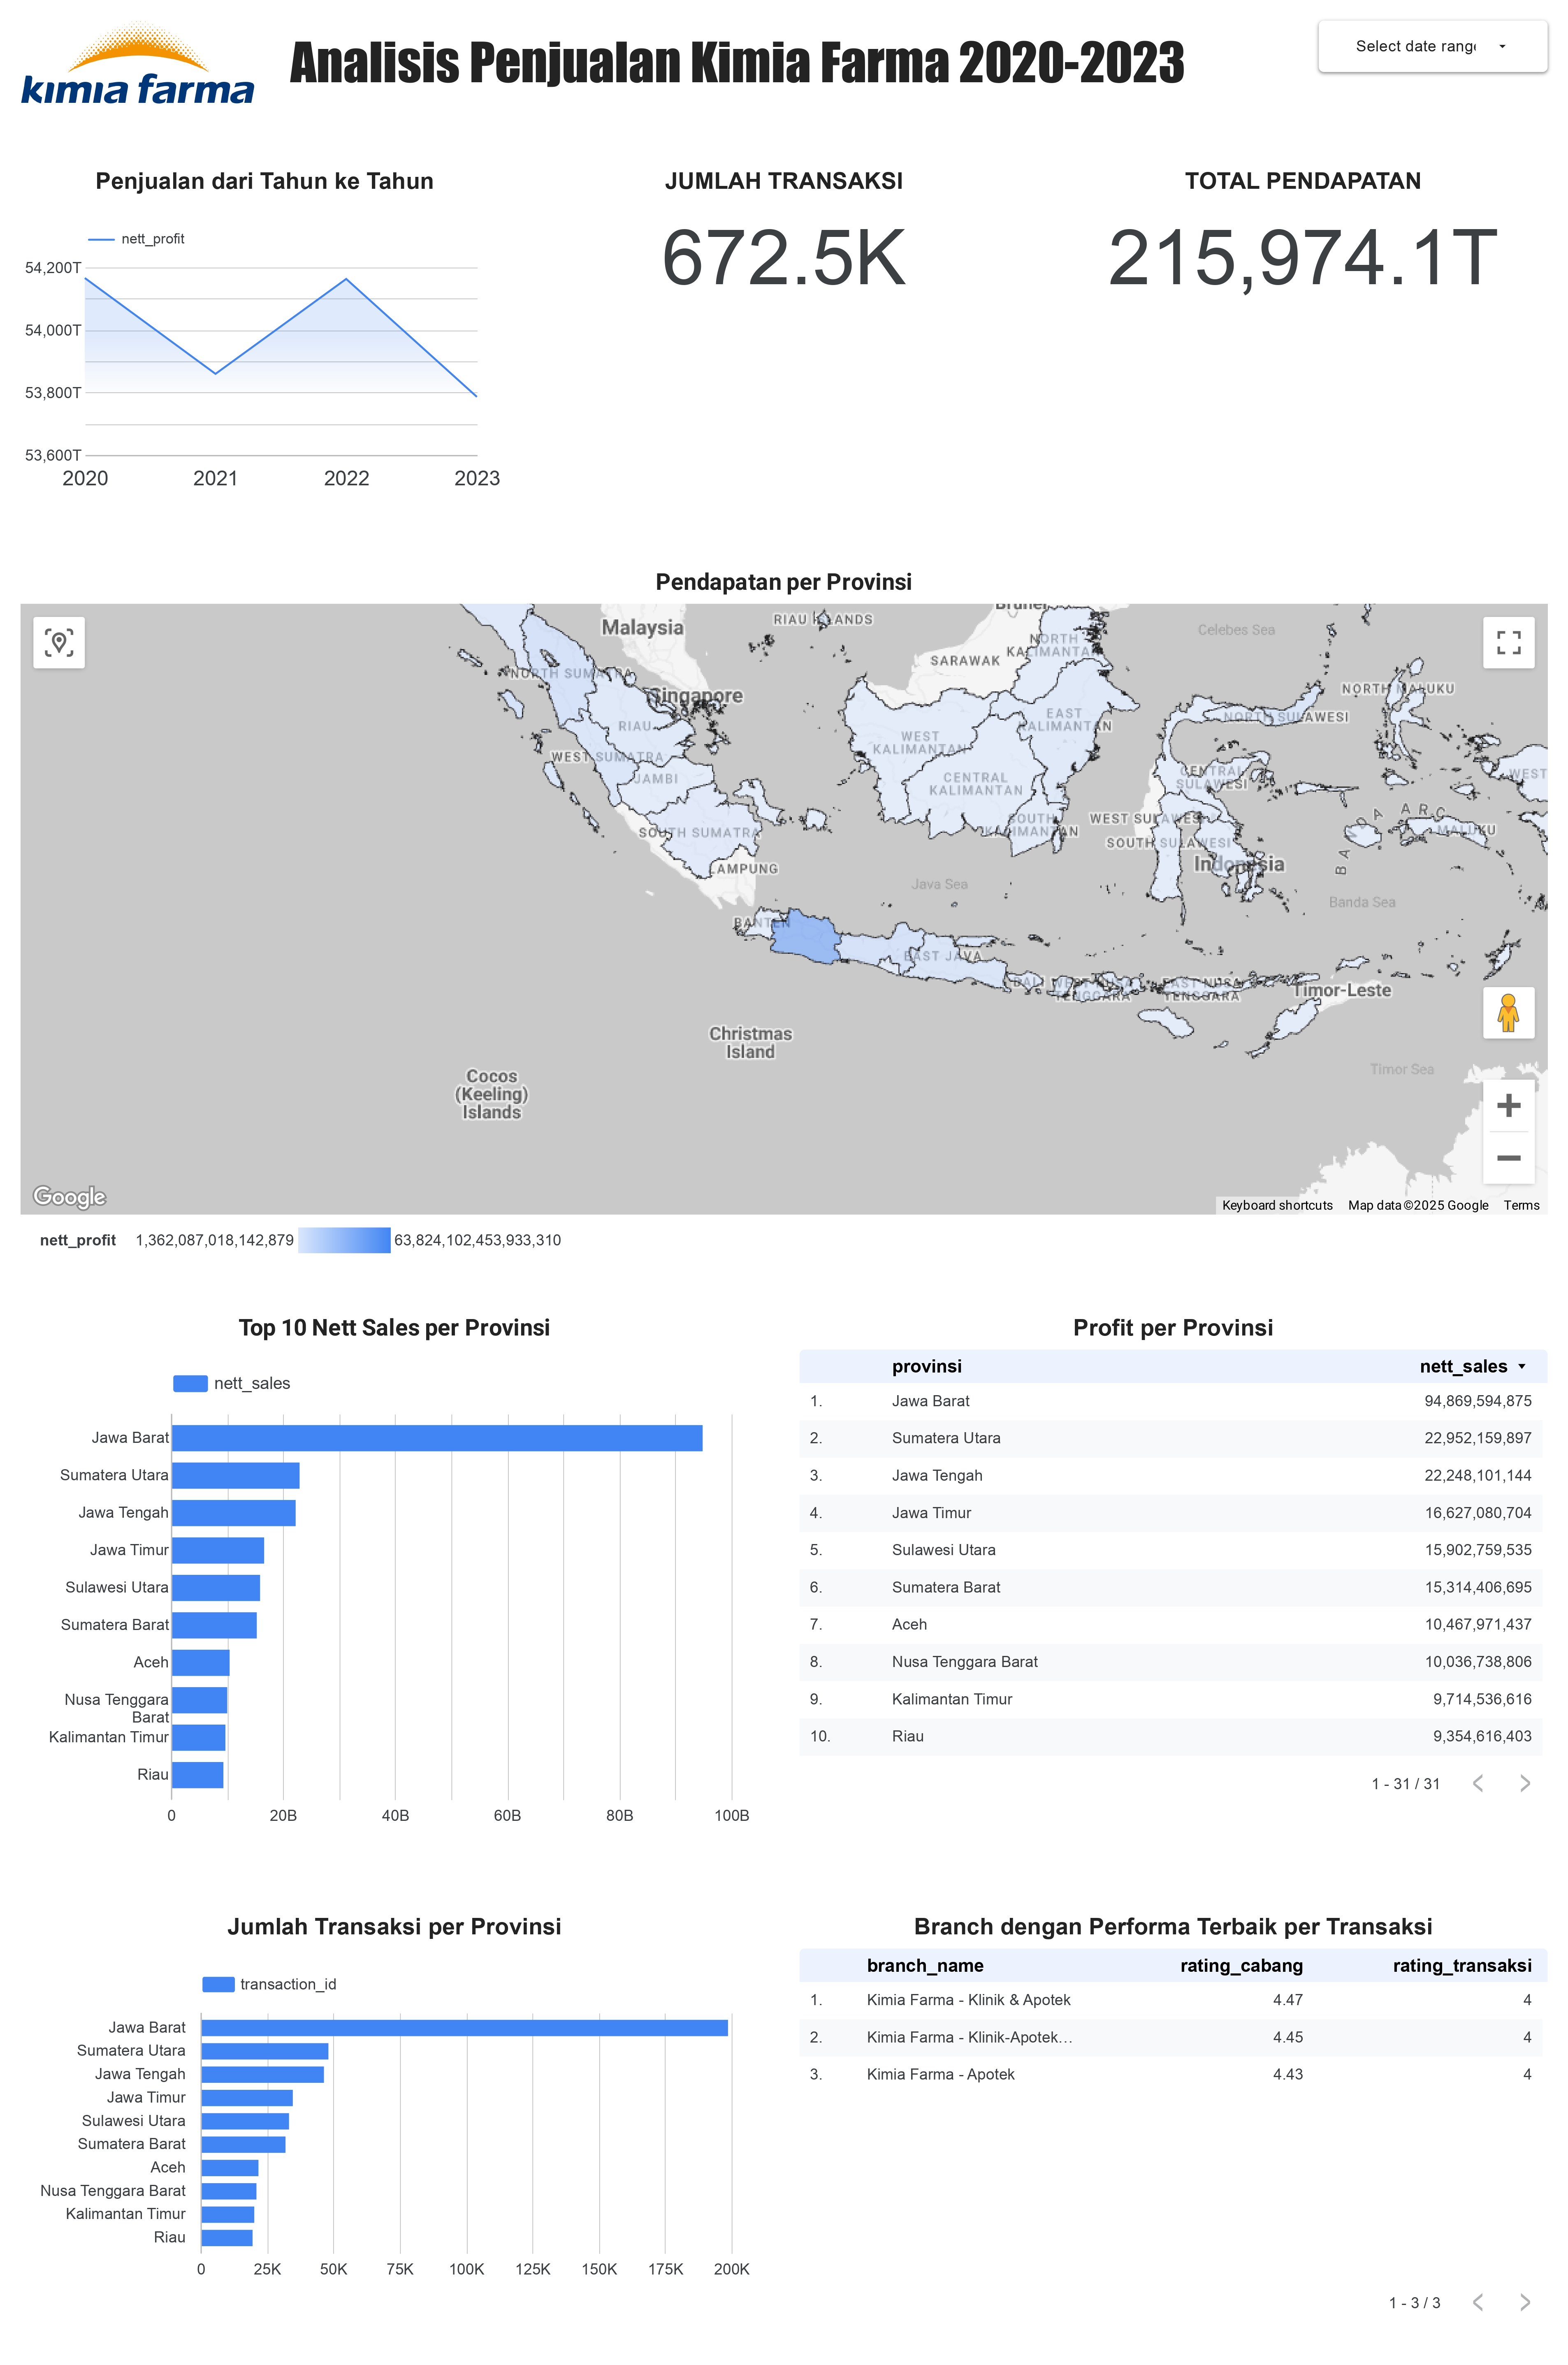 kimia farma
Analisis Penjualan Kimia Farma 2020-2023
Select date rang
Penjualan dari Tahun ke Tahun
nett_profit
54,200T
54,000T
53,800T
53,600T
2020 2021 2022 2023
JUMLAH TRANSAKSI
672.5K
TOTAL PENDAPATAN
215,974.1T
Pendapatan per Provinsi
Malaysia
RIAU ISLANDS
Brunei
Celebes Sea
NORTH
KALIMANTAN
SARAWAK
NORTH SUMATRA
Singapore
NORTH MALUKU
RIAU
EAST
KALIMANTAN
NORTH SULAWESI
WEST
KALIMANTAN
WEST SUMATRA
JAMBI
CENTRAL
KALIMANTAN
CENTRAL
SULAWESI
WEST
SOUTH SUMATRA
SOUTH
KALIMANTAN
WEST SULAWESI
SOUTH SULAWESI
BANDA ARC
MALUKU
LAMPUNG
Indonesia
Java Sea
Banda Sea
BANTEN
EAST JAVA
BALI
WEST NUSA
TENGGARA
EAST NUSA
TENGGARA
Timor-Leste
Christmas
Island
Timor Sea
Cocos
(Keeling)
Islands
Google
Keyboard shortcuts Map data ©2025 Google Terms
nett_profit 1,362,087,018,142,879 63,824,102,453,933,310
Top 10 Nett Sales per Provinsi
nett_sales
Jawa Barat
Sumatera Utara
Jawa Tengah
Jawa Timur
Sulawesi Utara
Sumatera Barat
Aceh
Nusa Tenggara
Barat
Kalimantan Timur
Riau
0 20B 40B 60B 80B 100B
Profit per Provinsi
provinsi nett_sales
1. Jawa Barat 94,869,594,875
2. Sumatera Utara 22,952,159,897
3. Jawa Tengah 22,248,101,144
4. Jawa Timur 16,627,080,704
5. Sulawesi Utara 15,902,759,535
6. Sumatera Barat 15,314,406,695
7. Aceh 10,467,971,437
8. Nusa Tenggara Barat 10,036,738,806
9. Kalimantan Timur 9,714,536,616
10. Riau 9,354,616,403
1 - 31 / 31
Jumlah Transaksi per Provinsi
transaction_id
Jawa Barat
Sumatera Utara
Jawa Tengah
Jawa Timur
Sulawesi Utara
Sumatera Barat
Aceh
Nusa Tenggara Barat
Kalimantan Timur
Riau
0 25K 50K 75K 100K 125K 150K 175K 200K
Branch dengan Performa Terbaik per Transaksi
branch_name rating_cabang rating_transaksi
1. Kimia Farma - Klinik & Apotek 4.47 4
2. Kimia Farma - Klinik-Apotek… 4.45 4
3. Kimia Farma - Apotek 4.43 4
1 - 3 / 3